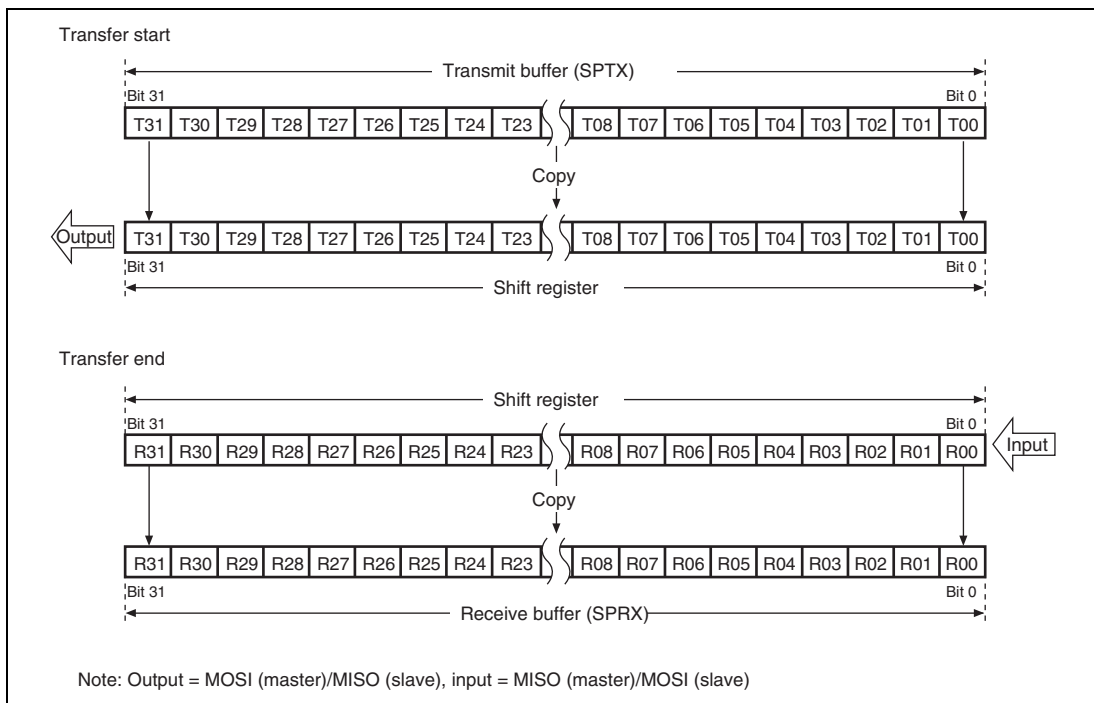 Transfer start
Transmit buffer (SPTX)
Bit 31 Bit 0
T31 T30 T29 T28 T27 T26 T25 T24 T23 T08 T07 T06 T05 T04 T03 T02 T01 T00
Copy
Output T31 T30 T29 T28 T27 T26 T25 T24 T23 T08 T07 T06 T05 T04 T03 T02 T01 T00
Bit 31 Bit 0
Shift register
Transfer end
Shift register
Bit 31 Bit 0
R31 R30 R29 R28 R27 R26 R25 R24 R23 R08 R07 R06 R05 R04 R03 R02 R01 R00 Input
Copy
R31 R30 R29 R28 R27 R26 R25 R24 R23 R08 R07 R06 R05 R04 R03 R02 R01 R00
Bit 31 Bit 0
Receive buffer (SPRX)
Note: Output = MOSI (master)/MISO (slave), input = MISO (master)/MOSI (slave)